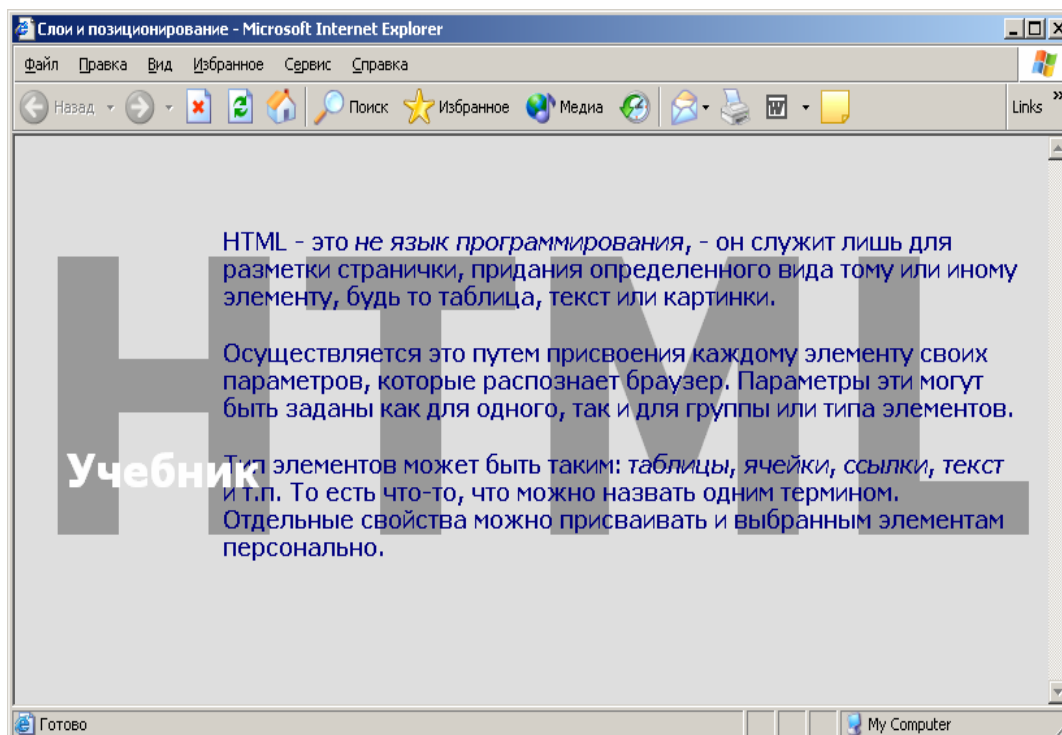 Слои и позиционирование - Microsoft Internet Explorer
Файл Правка Вид Избранное Сервис Справка
Назад Поиск Избранное Медиа Links
HTML
HTML - это не язык программирования, - он служит лишь для
разметки странички, придания определенного вида тому или иному
элементу, будь то таблица, текст или картинки.
Осуществляется это путем присвоения каждому элементу своих
параметров, которые распознает браузер. Параметры эти могут
быть заданы как для одного, так и для группы или типа элементов.
Учебник
Тип элементов может быть таким: таблицы, ячейки, ссылки, текст
и т.п. То есть что-то, что можно назвать одним термином.
Отдельные свойства можно присваивать и выбранным элементам
персонально.
Готово My Computer